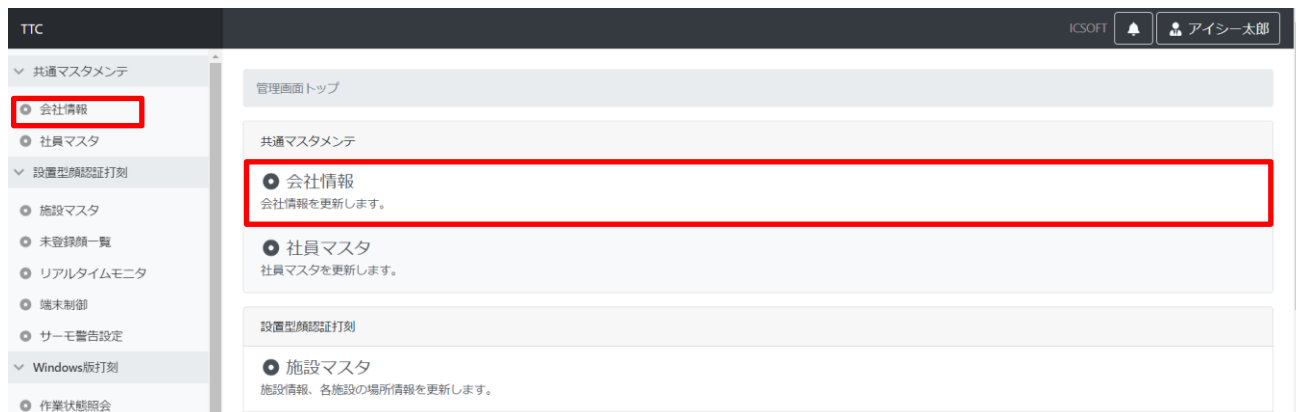 TTC
ICSOFT
アイシー太郎
共通マスタメンテ
会社情報
社員マスタ
設置型顔認証打刻
施設マスタ
未登録顔一覧
リアルタイムモニタ
端末制御
サーモ警告設定
Windows版打刻
作業状態照会
管理画面トップ
共通マスタメンテ
会社情報
会社情報を更新します。
社員マスタ
社員マスタを更新します。
設置型顔認証打刻
施設マスタ
施設情報、各施設の場所情報を更新します。